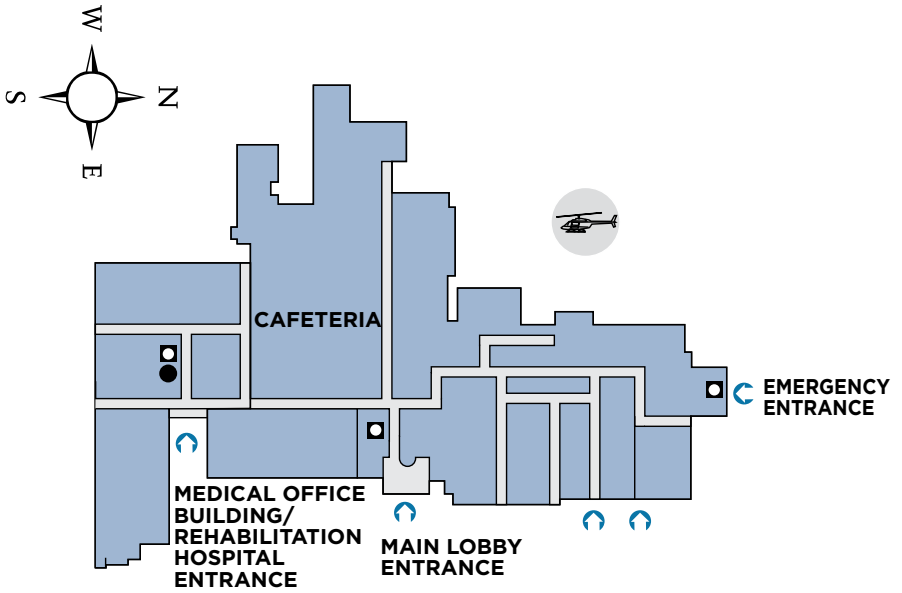 W
S
N
E
CAFETERIA
EMERGENCY
ENTRANCE
MEDICAL OFFICE
BUILDING/
REHABILITATION
HOSPITAL
ENTRANCE
MAIN LOBBY
ENTRANCE